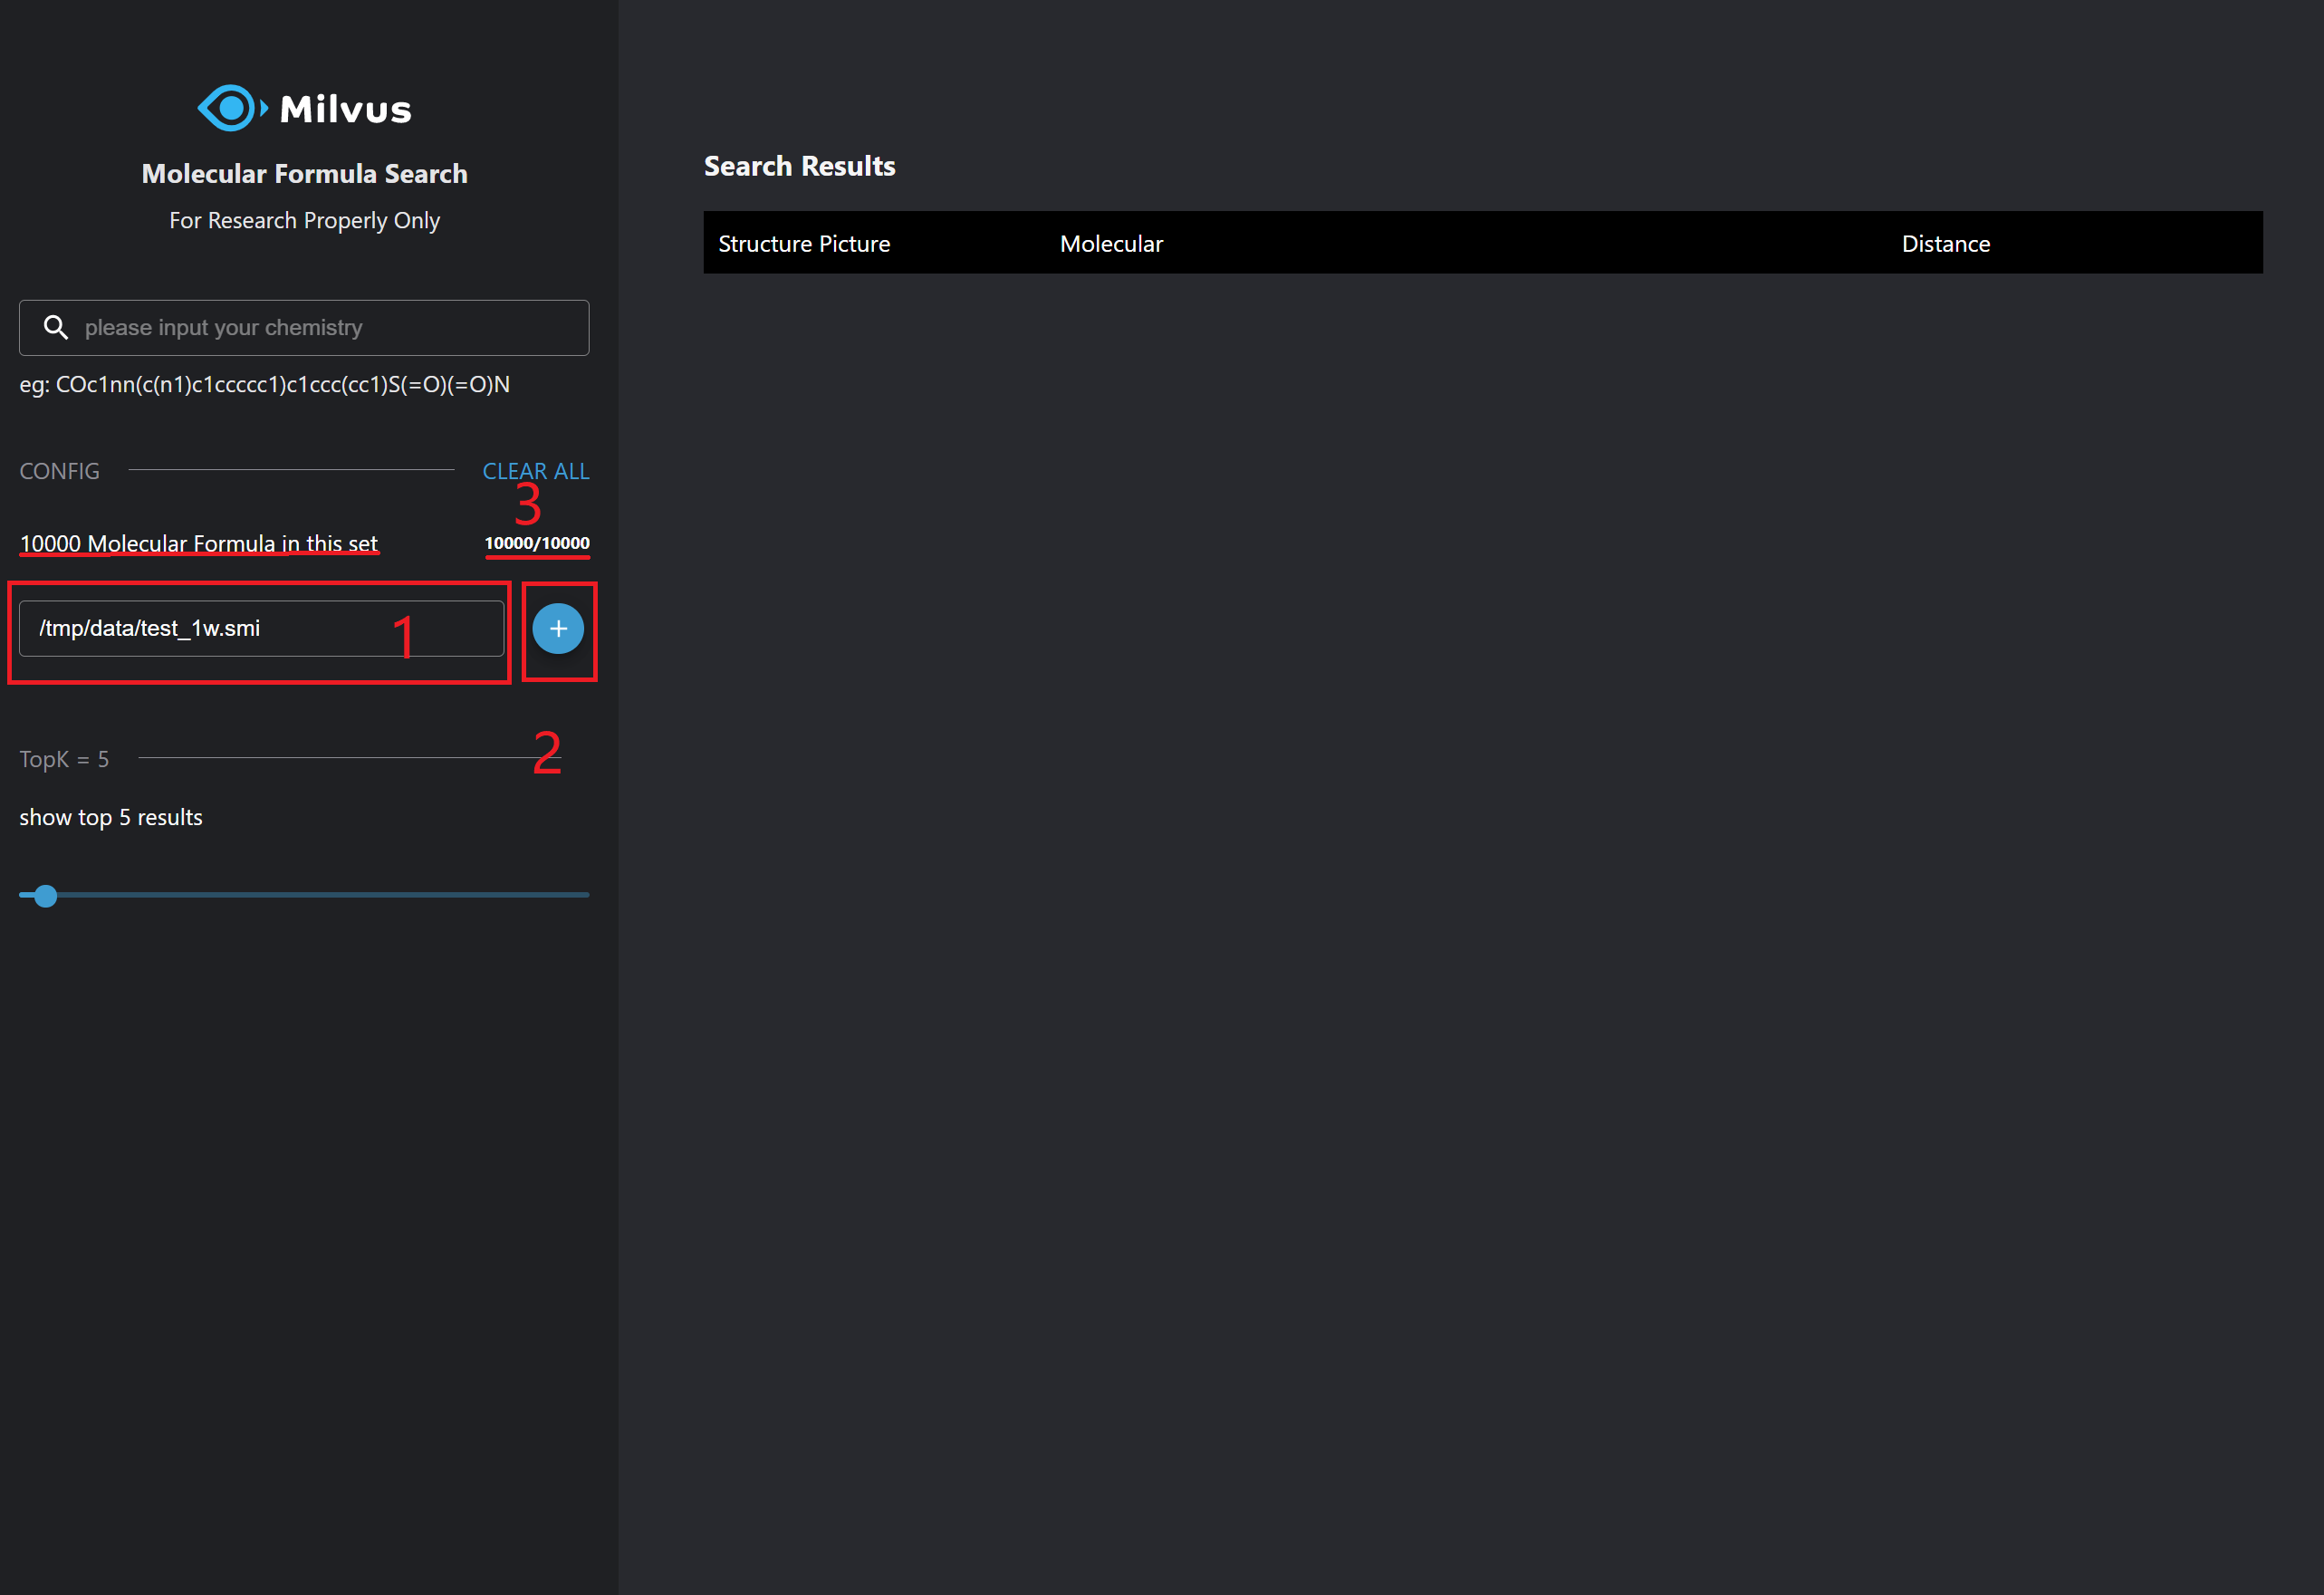 Milvus
Molecular Formula Search
For Research Properly Only
please input your chemistry
eg: COc1nn(c(n1)c1ccccc1)c1ccc(cc1)S(=O)(=O)N
CONFIG CLEAR ALL
3
10000 Molecular Formula in this set 10000/10000
/tmp/data/test_1w.smi 1 +
2
TopK = 5
show top 5 results
Search Results
Structure Picture Molecular Distance